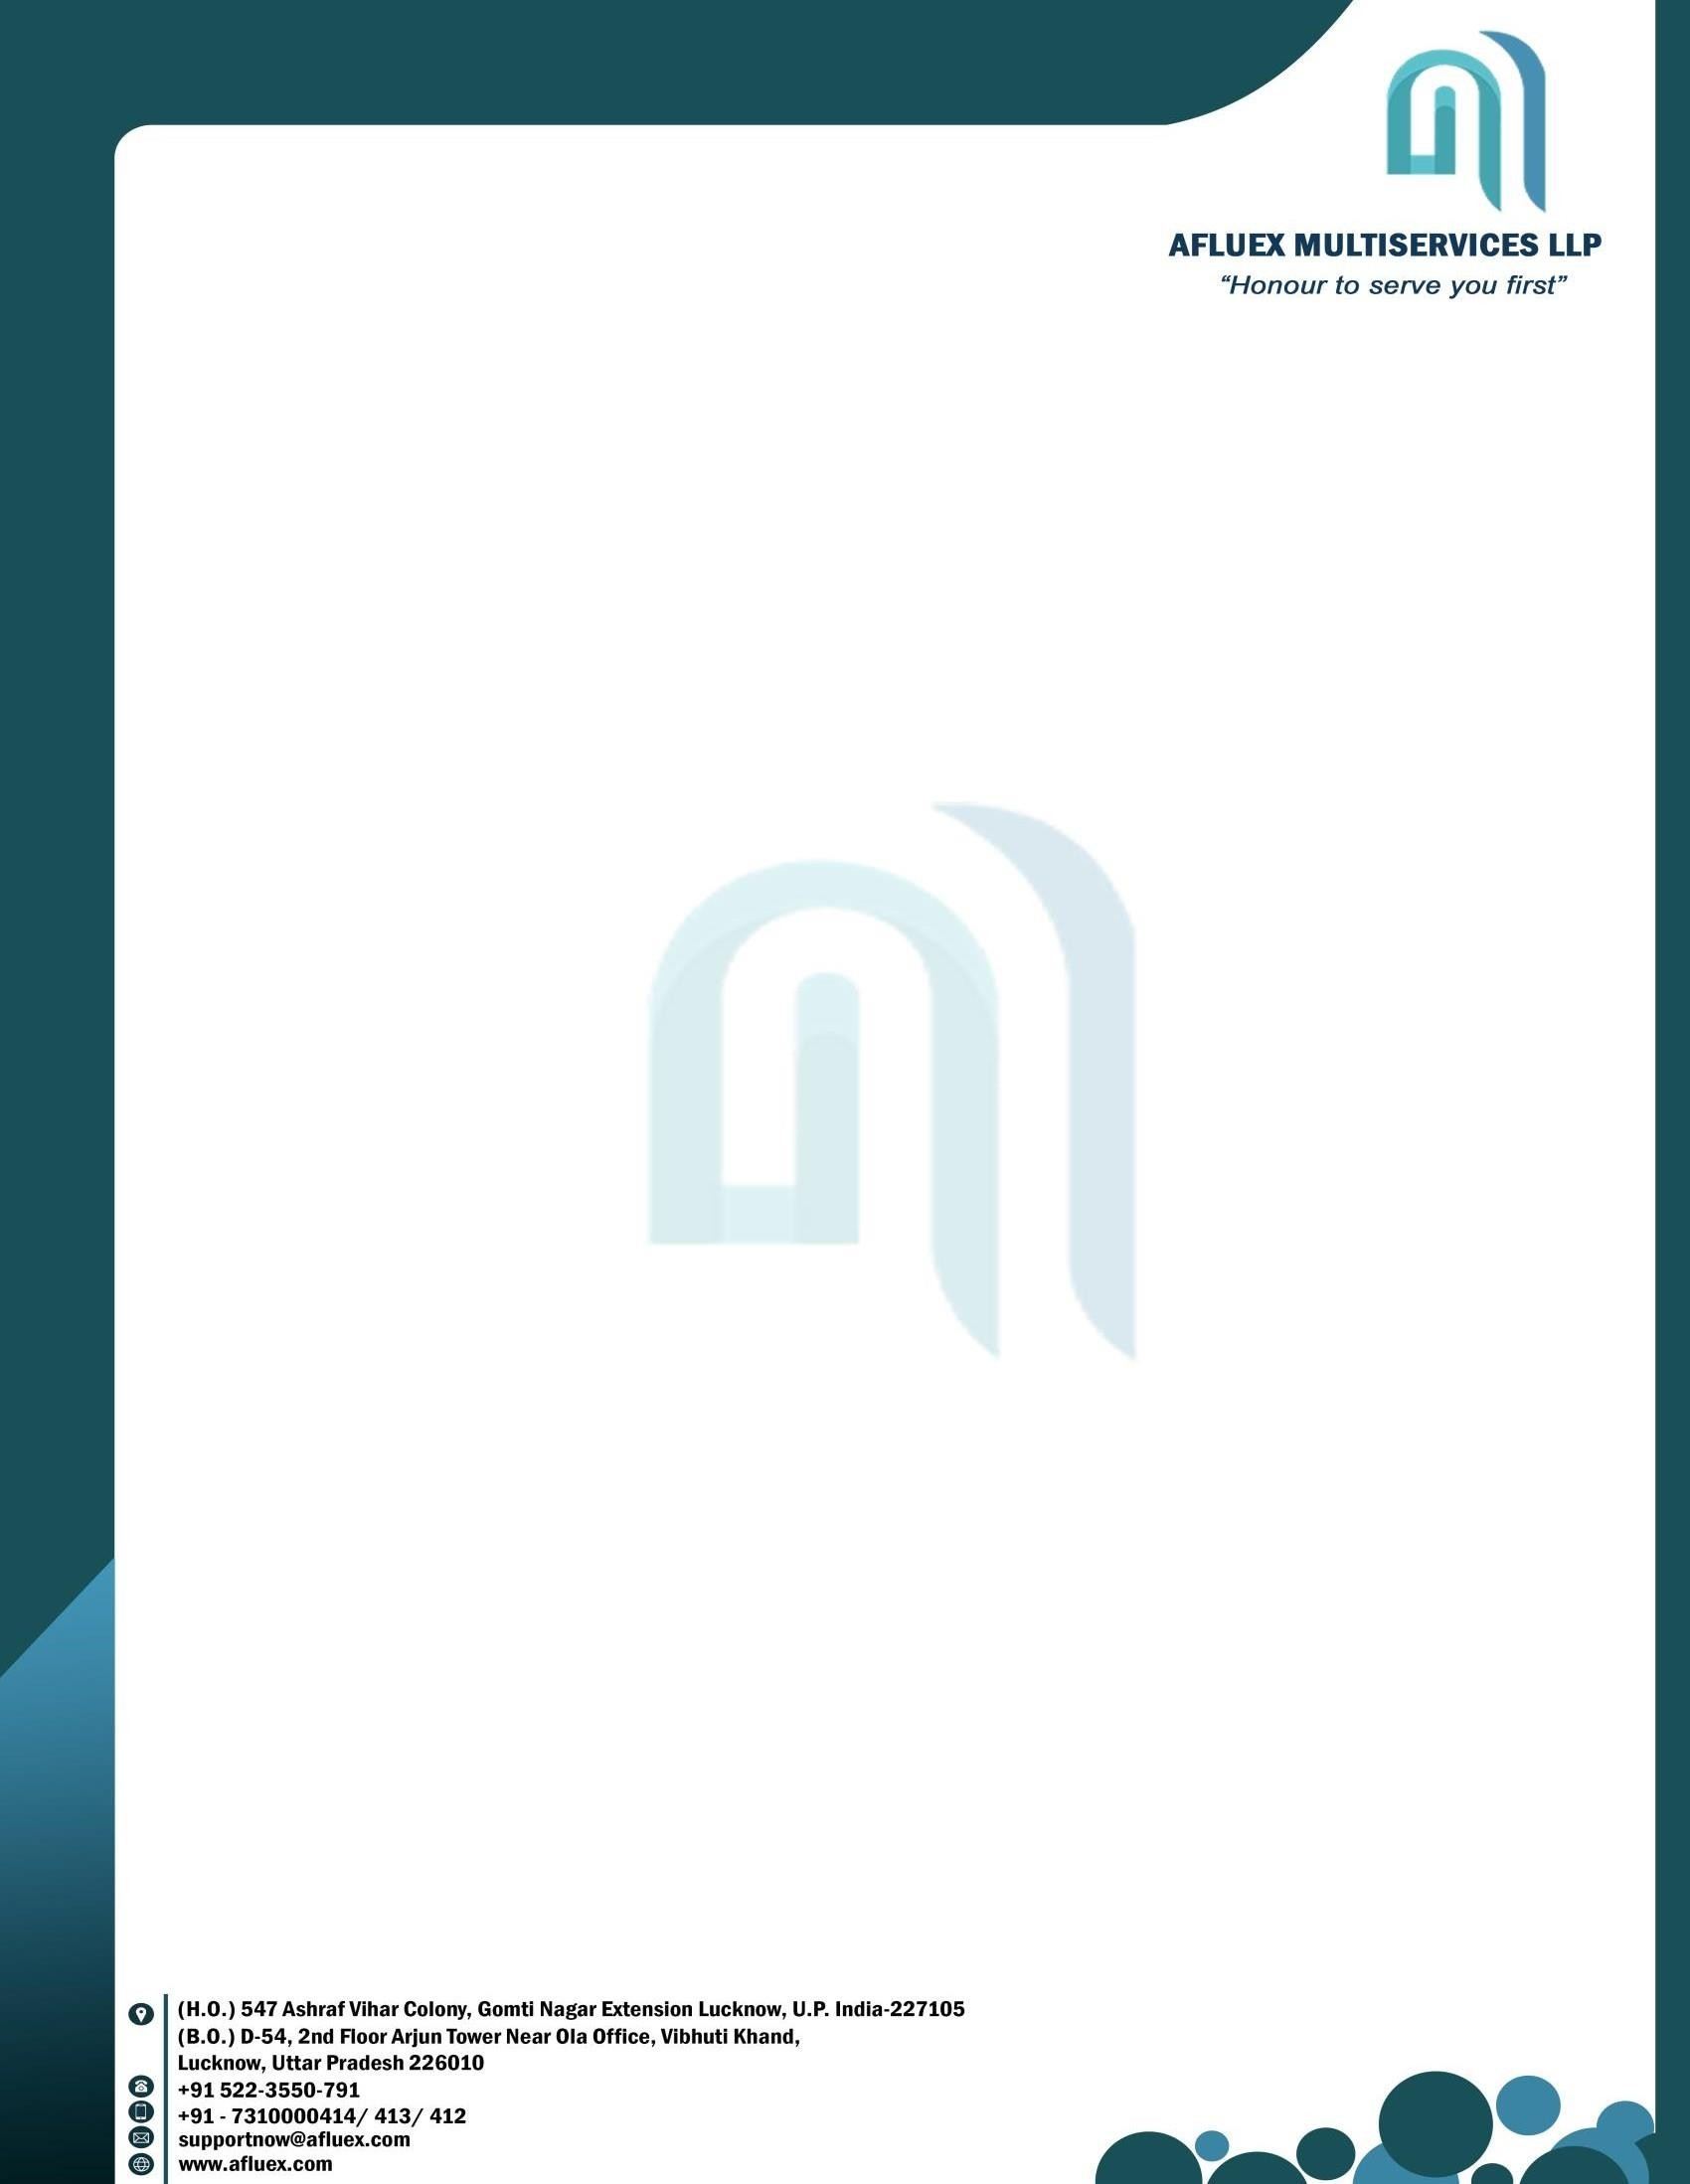 AFLUEX MULTISERVICES LLP
“Honour to serve you first”
(H.O.) 547 Ashraf Vihar Colony, Gomti Nagar Extension Lucknow, U.P. India-227105
(B.O.) D-54, 2nd Floor Arjun Tower Near Ola Office, Vibhuti Khand,
Lucknow, Uttar Pradesh 226010
+91 522-3550-791
+91 - 7310000414/ 413/ 412
supportnow@afluex.com
www.afluex.com